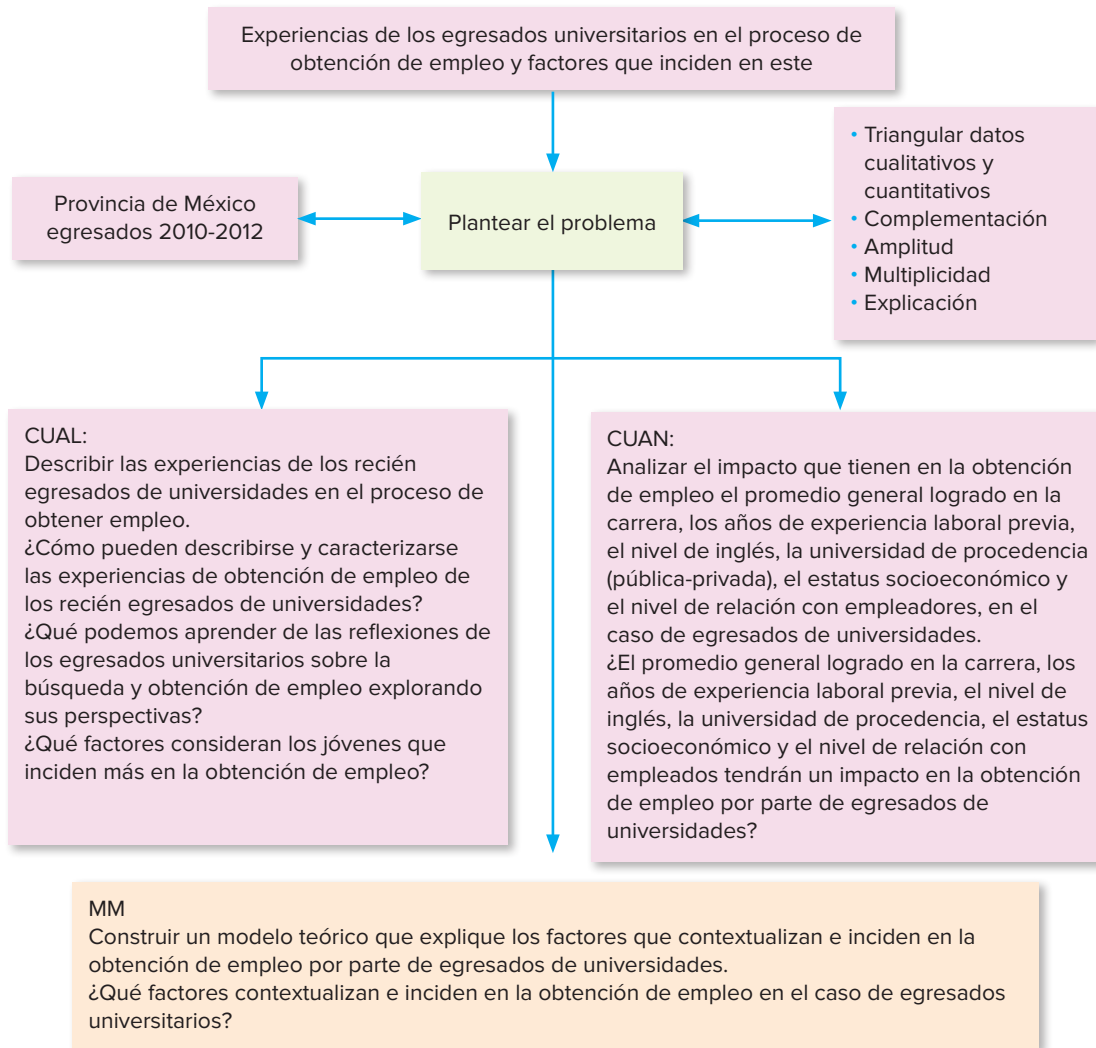 Experiencias de los egresados universitarios en el proceso de
obtención de empleo y factores que inciden en este
Provincia de México
egresados 2010-2012
Plantear el problema
• Triangular datos
cualitativos y
cuantitativos
• Complementación
• Amplitud
• Multiplicidad
• Explicación
CUAL:
Describir las experiencias de los recién
egresados de universidades en el proceso de
obtener empleo.
¿Cómo pueden describirse y caracterizarse
las experiencias de obtención de empleo de
los recién egresados de universidades?
¿Qué podemos aprender de las reflexiones de
los egresados universitarios sobre la
búsqueda y obtención de empleo explorando
sus perspectivas?
¿Qué factores consideran los jóvenes que
inciden más en la obtención de empleo?
CUAN:
Analizar el impacto que tienen en la obtención
de empleo el promedio general logrado en la
carrera, los años de experiencia laboral previa,
el nivel de inglés, la universidad de procedencia
(pública-privada), el estatus socioeconómico y
el nivel de relación con empleadores, en el
caso de egresados de universidades.
¿El promedio general logrado en la carrera, los
años de experiencia laboral previa, el nivel de
inglés, la universidad de procedencia, el estatus
socioeconómico y el nivel de relación con
empleados tendrán un impacto en la obtención
de empleo por parte de egresados de
universidades?
MM
Construir un modelo teórico que explique los factores que contextualizan e inciden en la
obtención de empleo por parte de egresados de universidades.
¿Qué factores contextualizan e inciden en la obtención de empleo en el caso de egresados
universitarios?